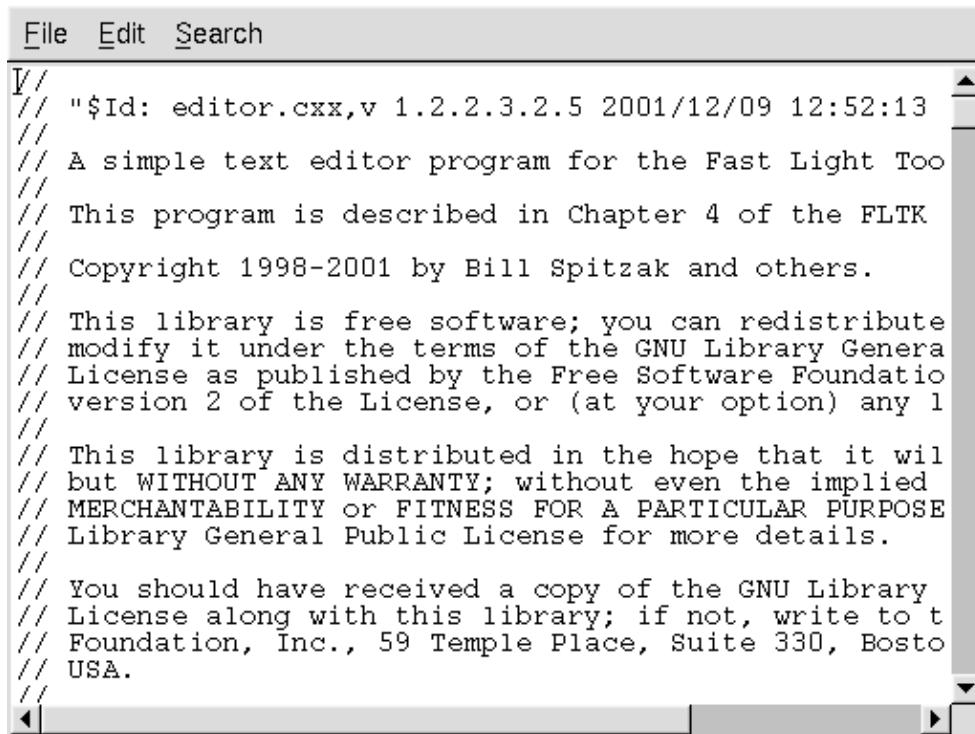 File Edit Search
//
// "$Id: editor.cxx,v 1.2.2.3.2.5 2001/12/09 12:52:13
//
// A simple text editor program for the Fast Light Too
//
// This program is described in Chapter 4 of the FLTK
//
// Copyright 1998-2001 by Bill Spitzak and others.
//
// This library is free software; you can redistribute
// modify it under the terms of the GNU Library Genera
// License as published by the Free Software Foundatio
// version 2 of the License, or (at your option) any l
//
// This library is distributed in the hope that it wil
// but WITHOUT ANY WARRANTY; without even the implied
// MERCHANTABILITY or FITNESS FOR A PARTICULAR PURPOSE
// Library General Public License for more details.
//
// You should have received a copy of the GNU Library
// License along with this library; if not, write to t
// Foundation, Inc., 59 Temple Place, Suite 330, Bosto
// USA.
//